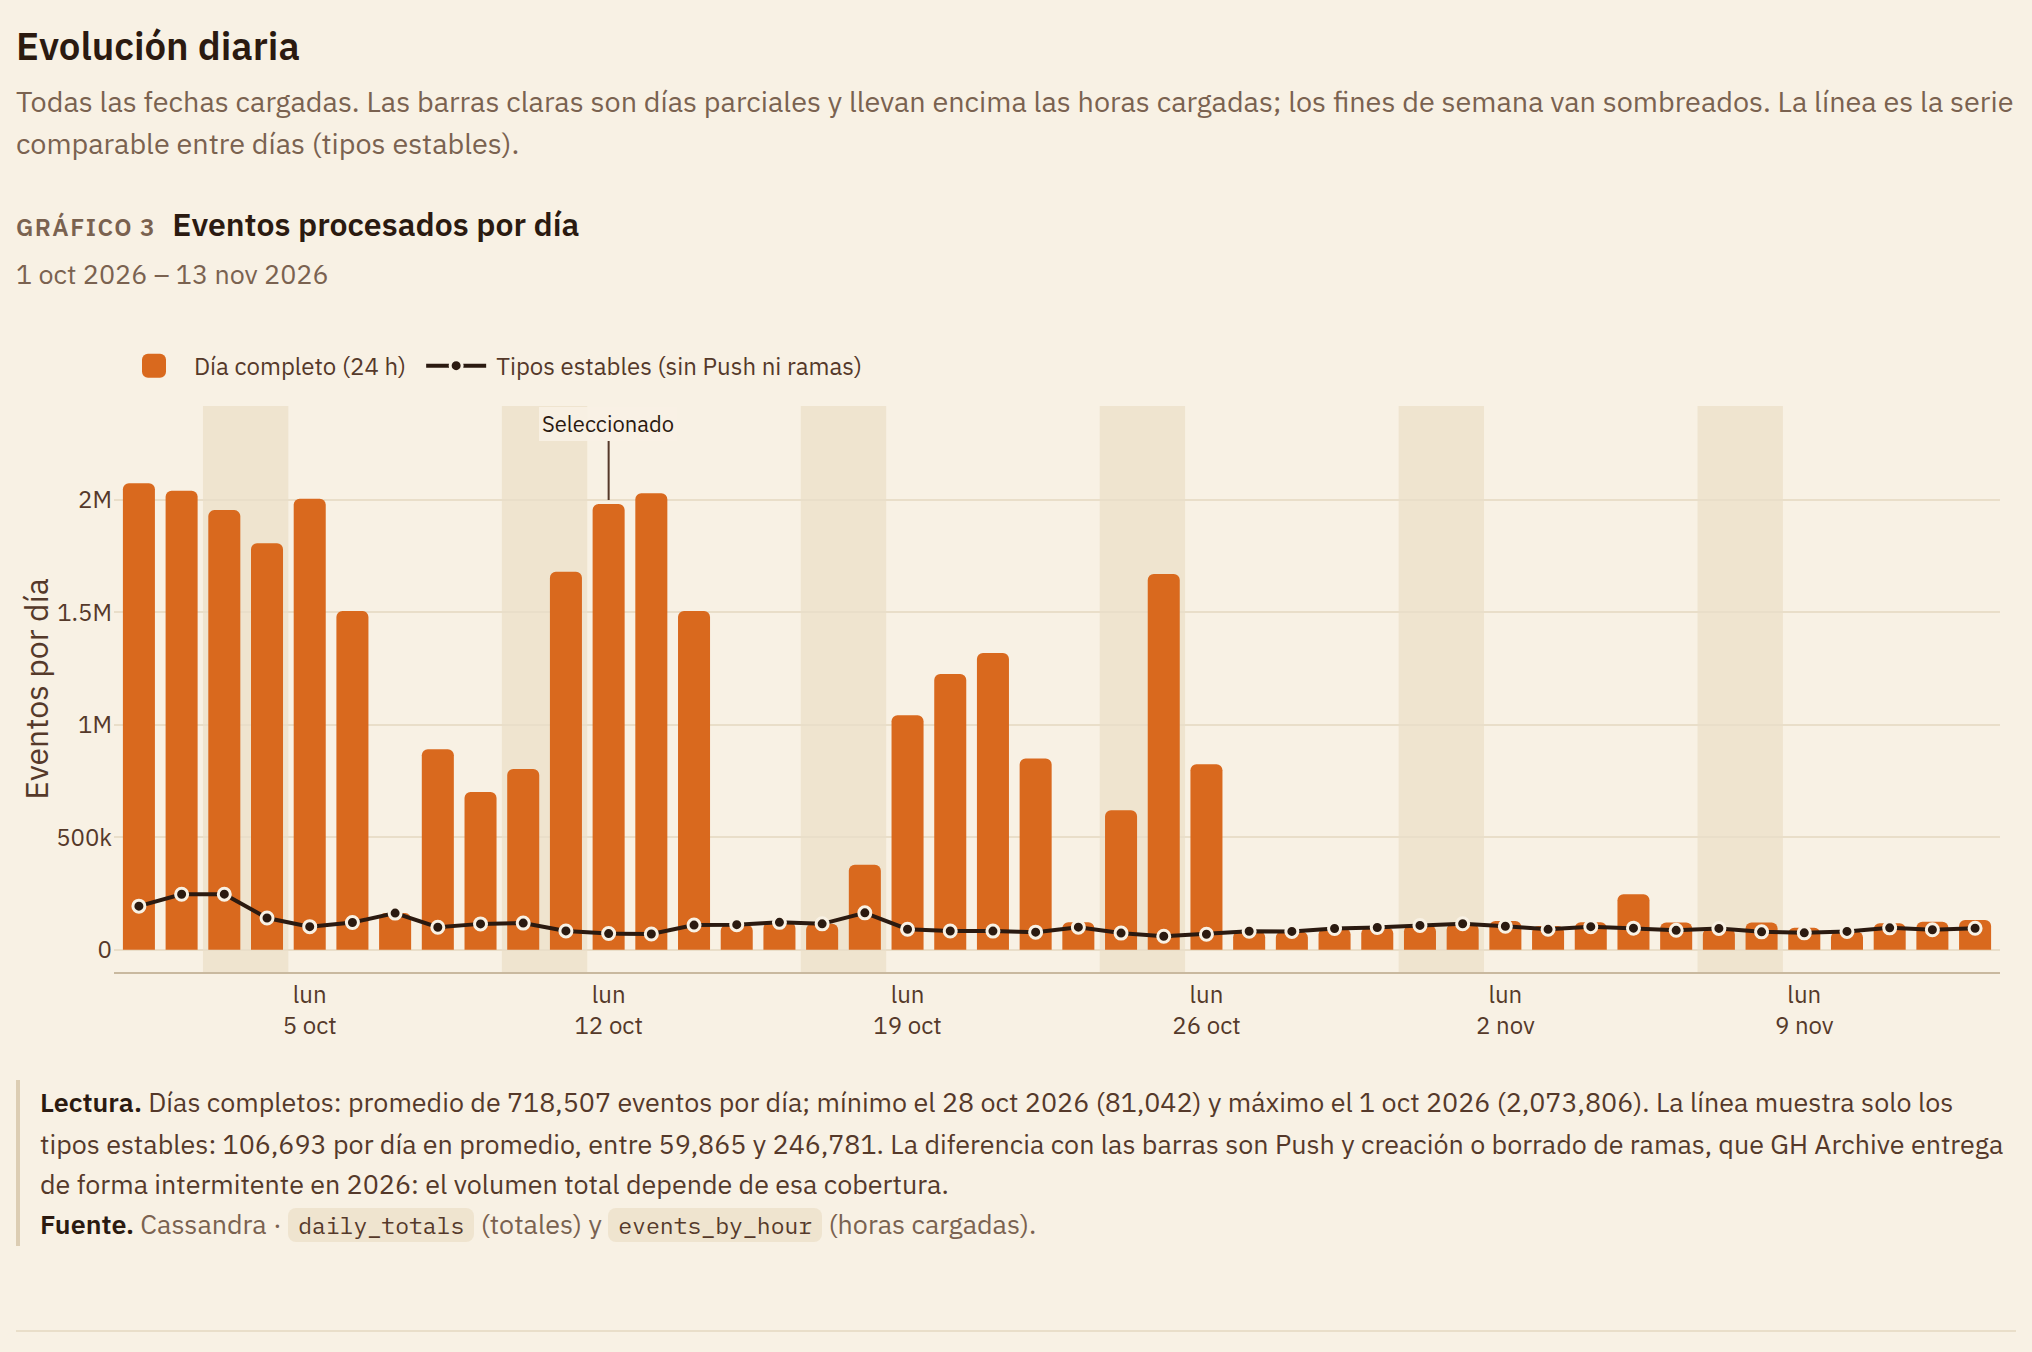 Evolución diaria
Todas las fechas cargadas. Las barras claras son días parciales y llevan encima las horas cargadas; los fines de semana van sombreados. La línea es la serie
comparable entre días (tipos estables).
GRÁFICO 3 Eventos procesados por día
1 oct 2026 – 13 nov 2026
Día completo (24 h) Tipos estables (sin Push ni ramas)
Seleccionado
Eventos por día
2M
1.5M
1M
500k
0
lun lun lun lun lun lun
5 oct 12 oct 19 oct 26 oct 2 nov 9 nov
Lectura. Días completos: promedio de 718,507 eventos por día; mínimo el 28 oct 2026 (81,042) y máximo el 1 oct 2026 (2,073,806). La línea muestra solo los
tipos estables: 106,693 por día en promedio, entre 59,865 y 246,781. La diferencia con las barras son Push y creación o borrado de ramas, que GH Archive entrega
de forma intermitente en 2026: el volumen total depende de esa cobertura.
Fuente. Cassandra · daily_totals (totales) y events_by_hour (horas cargadas).